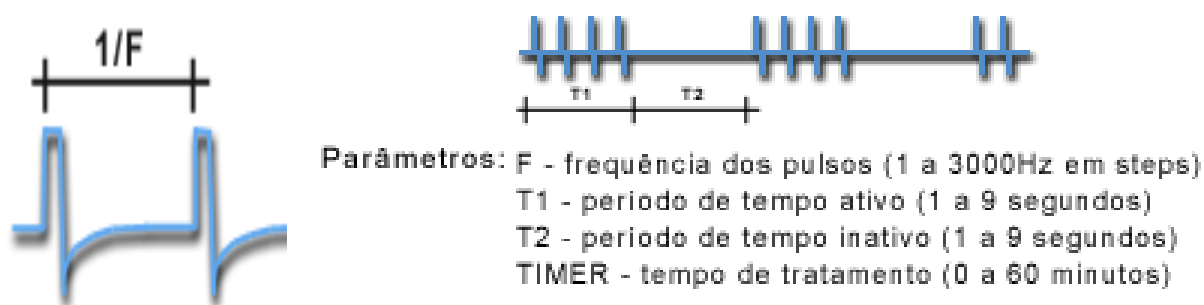 1/F
T1 T2
Parâmetros: F - frequência dos pulsos (1 a 3000Hz em steps)
T1 - periodo de tempo ativo (1 a 9 segundos)
T2 - periodo de tempo inativo (1 a 9 segundos)
TIMER - tempo de tratamento (0 a 60 minutos)